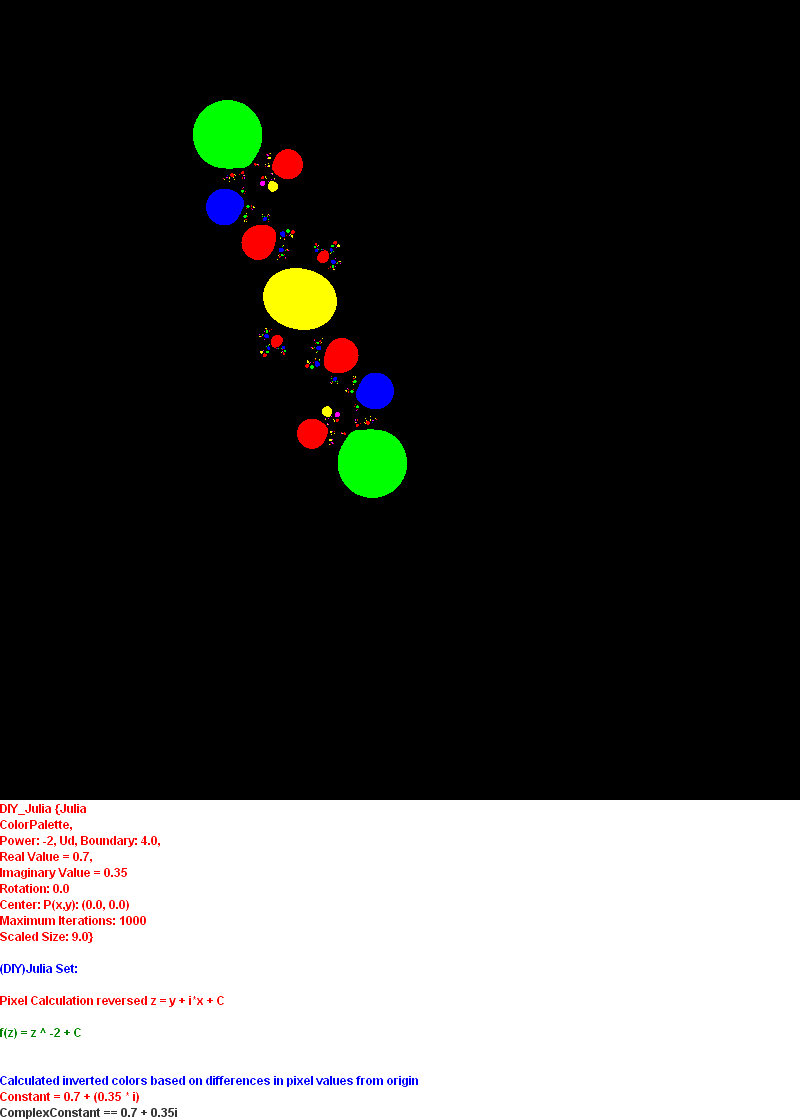 DIY_Julia {Julia
ColorPalette,
Power: -2, Ud, Boundary: 4.0,
Real Value = 0.7,
Imaginary Value = 0.35
Rotation: 0.0
Center: P(x,y): (0.0, 0.0)
Maximum Iterations: 1000
Scaled Size: 9.0}
(DIY)Julia Set:
Pixel Calculation reversed z = y + i*x + C
f(z) = z ^ -2 + C
Calculated inverted colors based on differences in pixel values from origin
Constant = 0.7 + (0.35 * i)
ComplexConstant == 0.7 + 0.35i